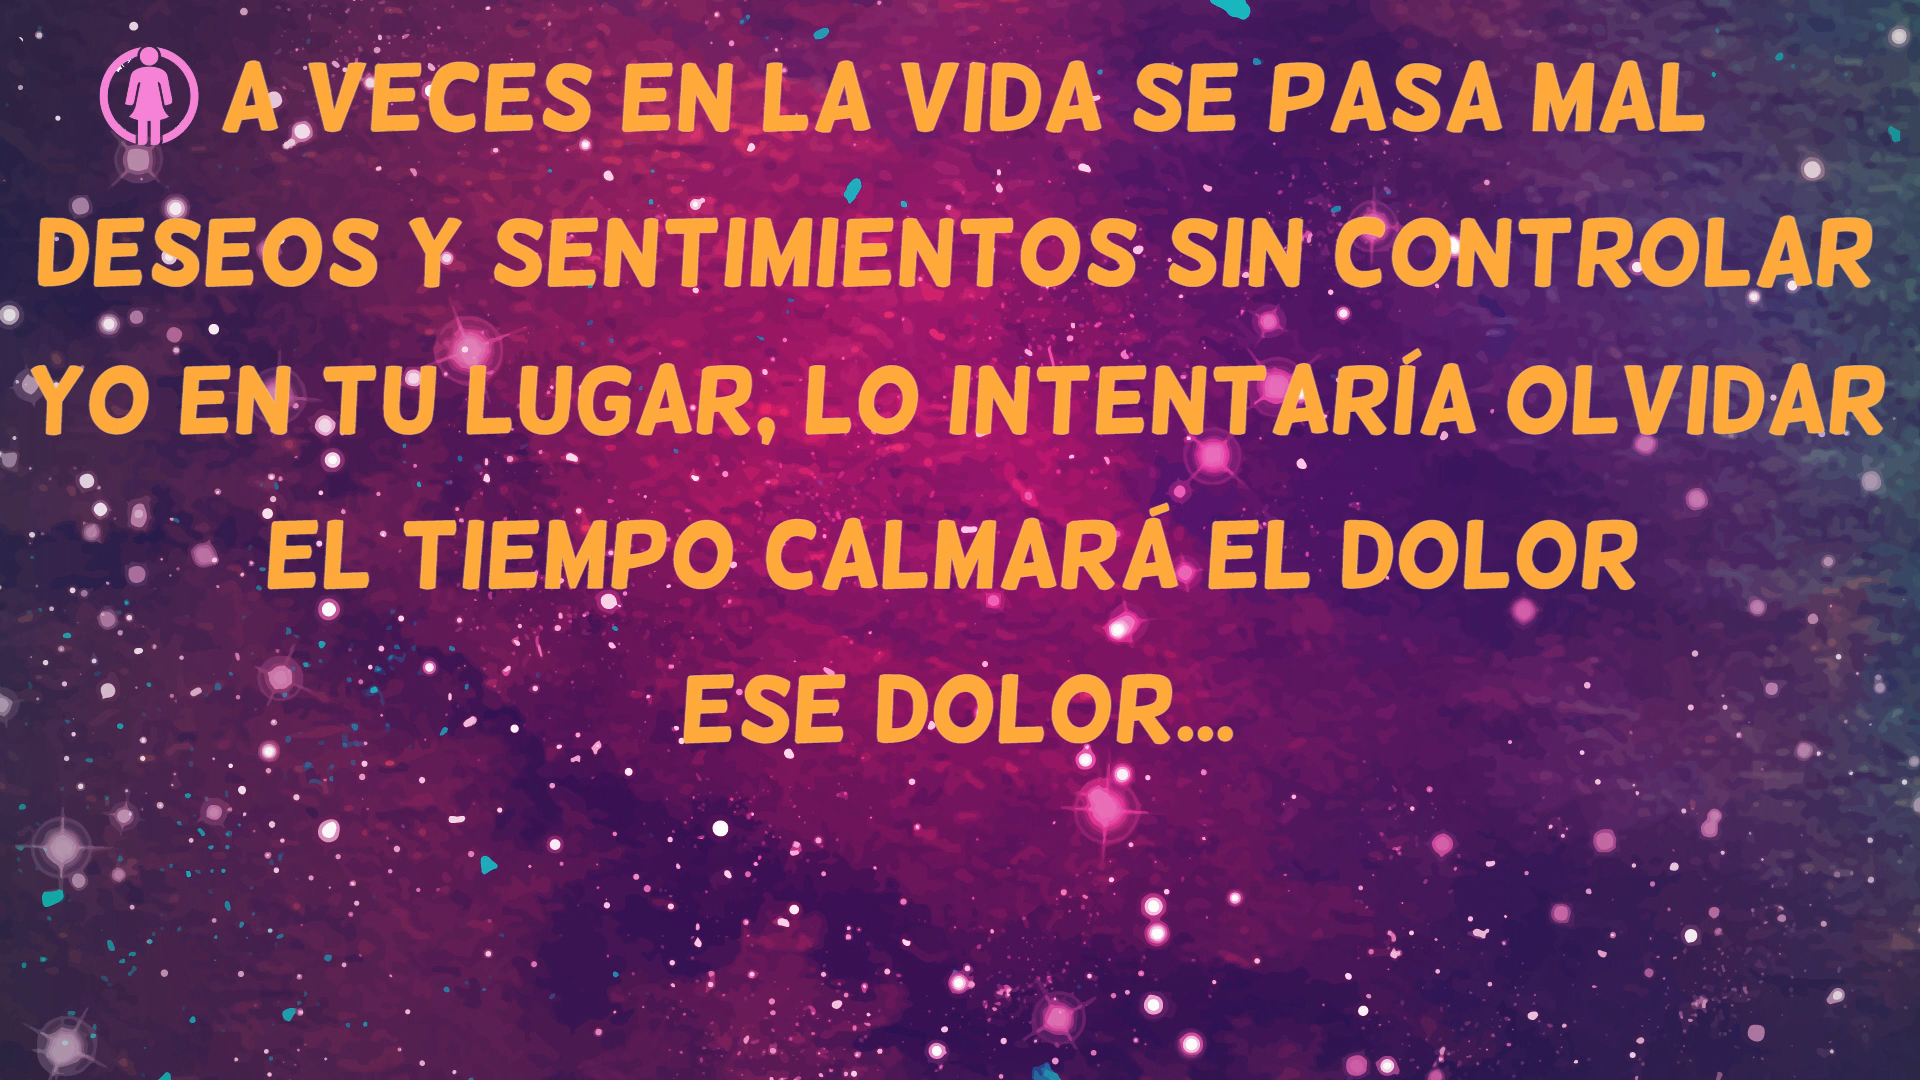 A VECES EN LA VIDA SE PASA MAL
DESEOS Y SENTIMIENTOS SIN CONTROLAR
YO EN TU LUGAR, LO INTENTARÍA OLVIDAR
EL TIEMPO CALMARÁ EL DOLOR
ESE DOLOR...